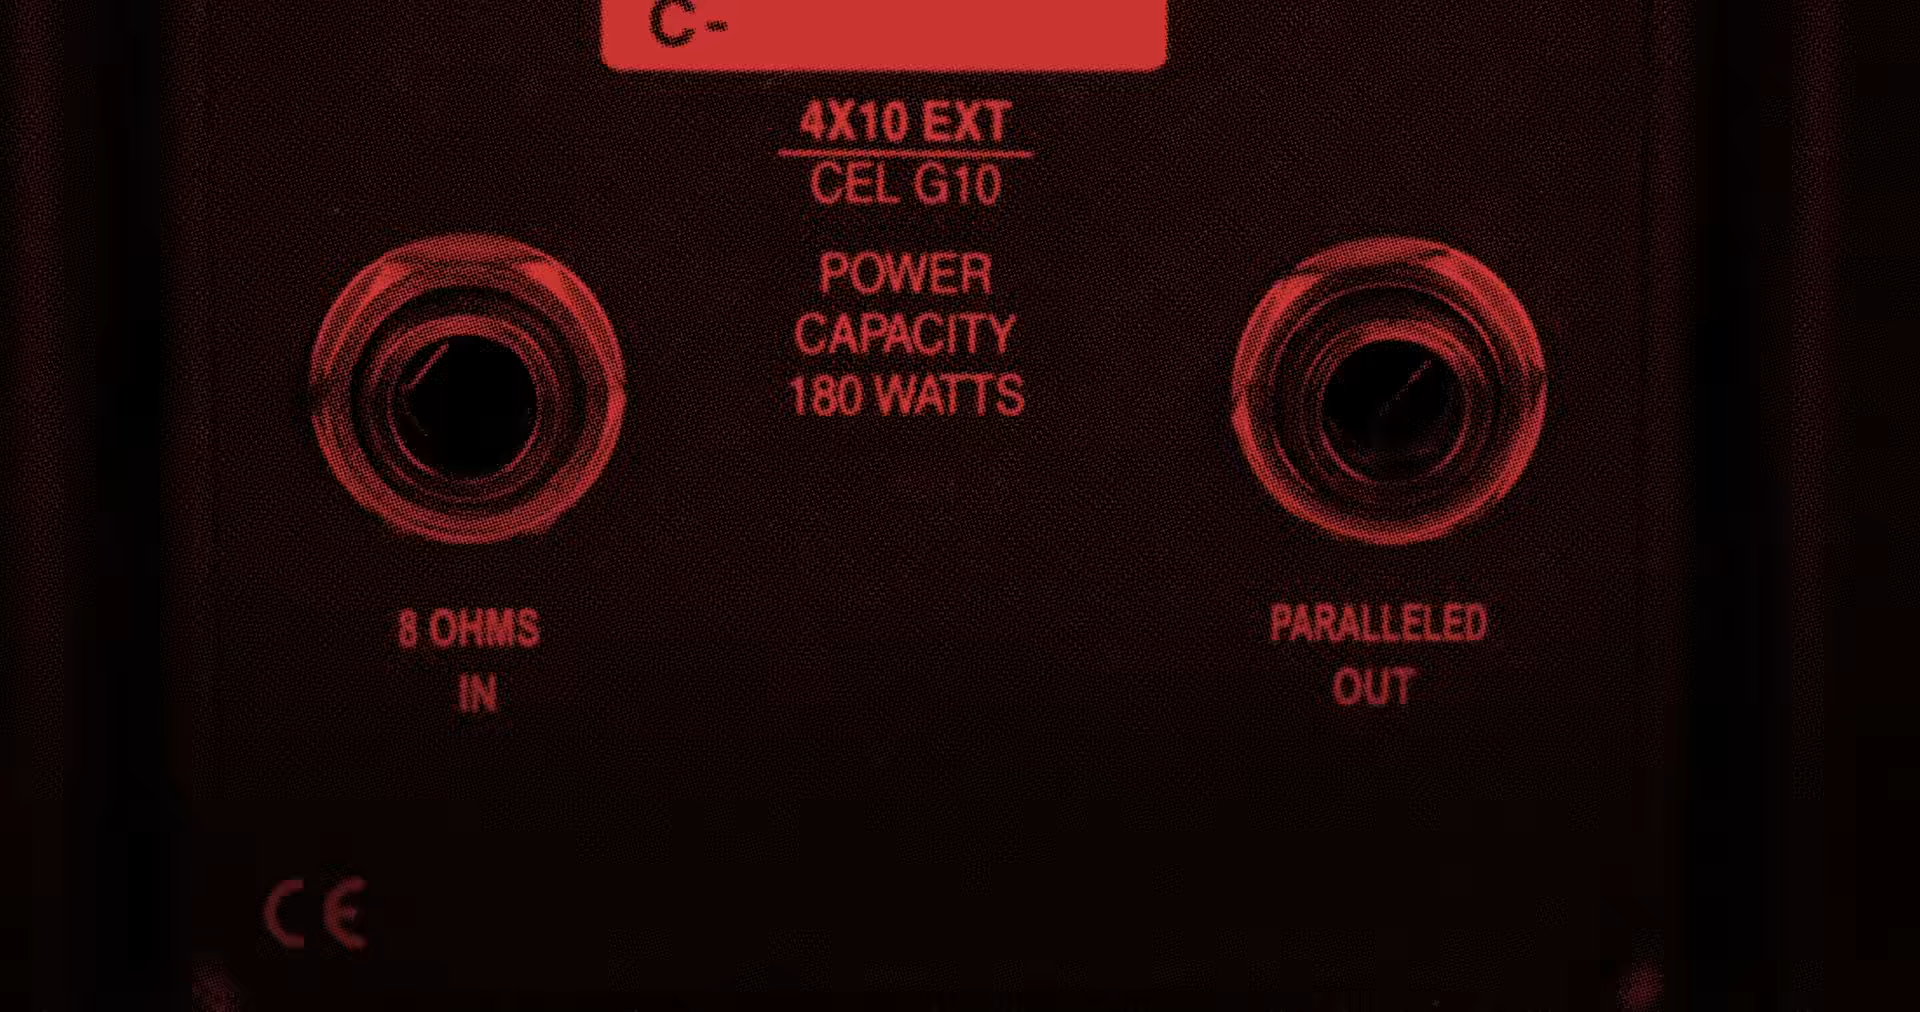 C-
4X10 EXT
CEL G10
POWER
CAPACITY
180 WATTS
8 OHMS
IN
PARALLELED
OUT
CE